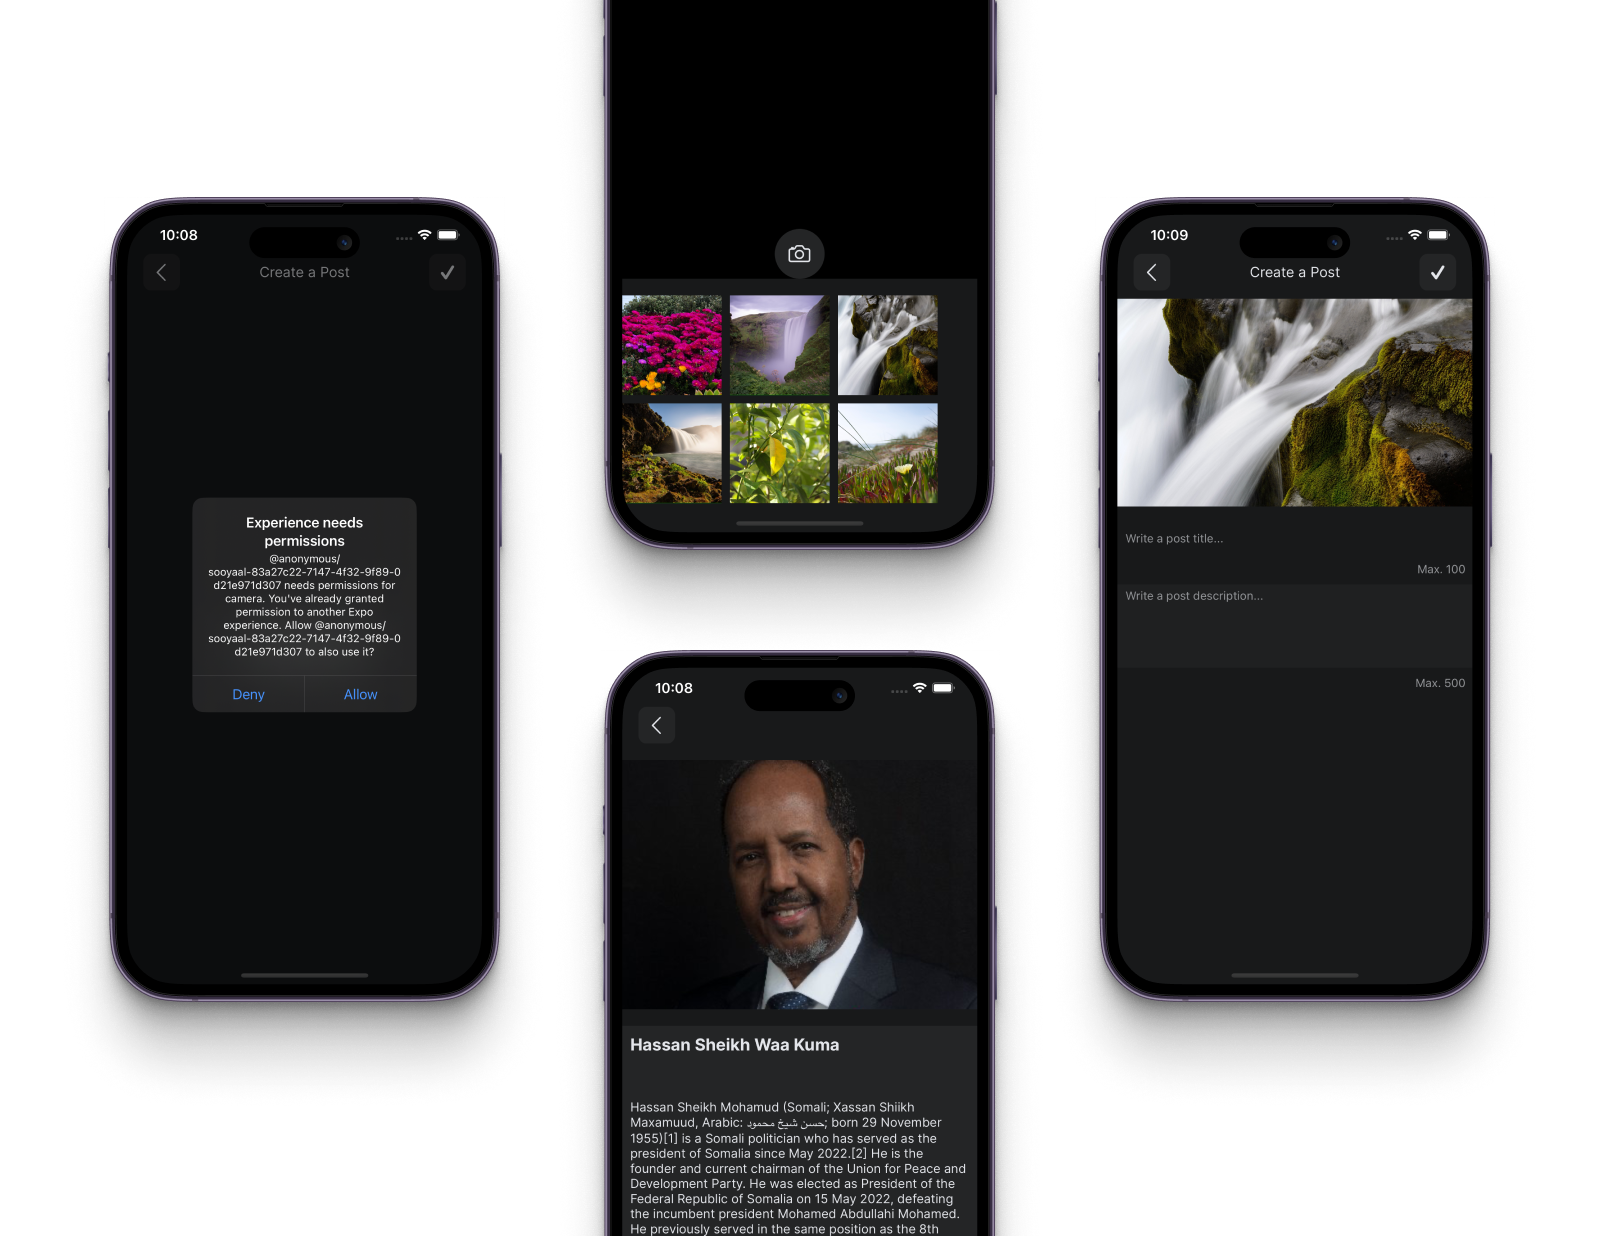 10:08
Create a Post
Experience needs
permissions
@anonymous/
sooyaal-83a27c22-7147-4f32-9f89-0
d21e971d307 needs permissions for
camera. You've already granted
permission to another Expo
experience. Allow @anonymous/
sooyaal-83a27c22-7147-4f32-9f89-0
d21e971d307 to also use it?
Deny
Allow
10:08
Hassan Sheikh Waa Kuma
Hassan Sheikh Mohamud (Somali; Xassan Shiikh
Maxamuud, Arabic: حسن شيخ محمود; born 29 November
1955)[1] is a Somali politician who has served as the
president of Somalia since May 2022.[2] He is the
founder and current chairman of the Union for Peace and
Development Party. He was elected as President of the
Federal Republic of Somalia on 15 May 2022, defeating
the incumbent president Mohamed Abdullahi Mohamed.
He previously served in the same position as the 8th
10:09
Create a Post
Write a post title...
Max. 100
Write a post description...
Max. 500